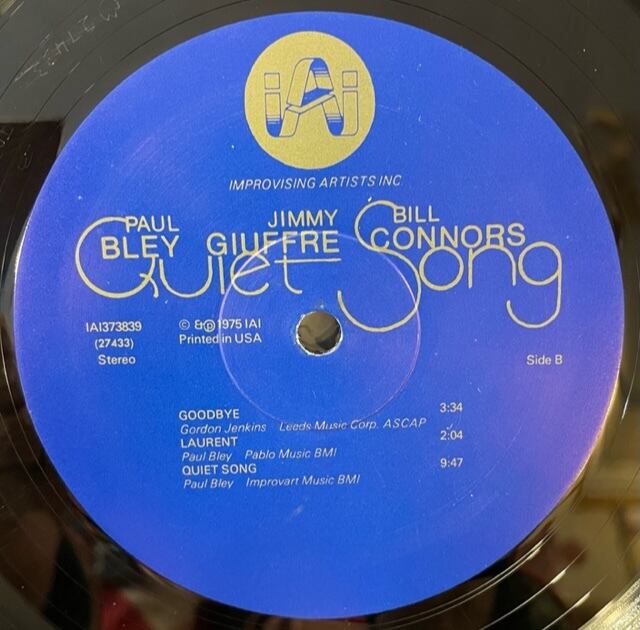 iAi
IMPROVISING ARTISTS INC.
PAUL BLEY
JIMMY GIUFFRE
BILL CONNORS
Quiet Song
IAI373839
(27433)
Stereo
© & ℗ 1975 IAI
Printed in USA
Side B
GOODBYE 3:34
Gordon Jenkins Leeds Music Corp. ASCAP
LAURENT 2:04
Paul Bley Pablo Music BMI
QUIET SONG 9:47
Paul Bley Improvart Music BMI